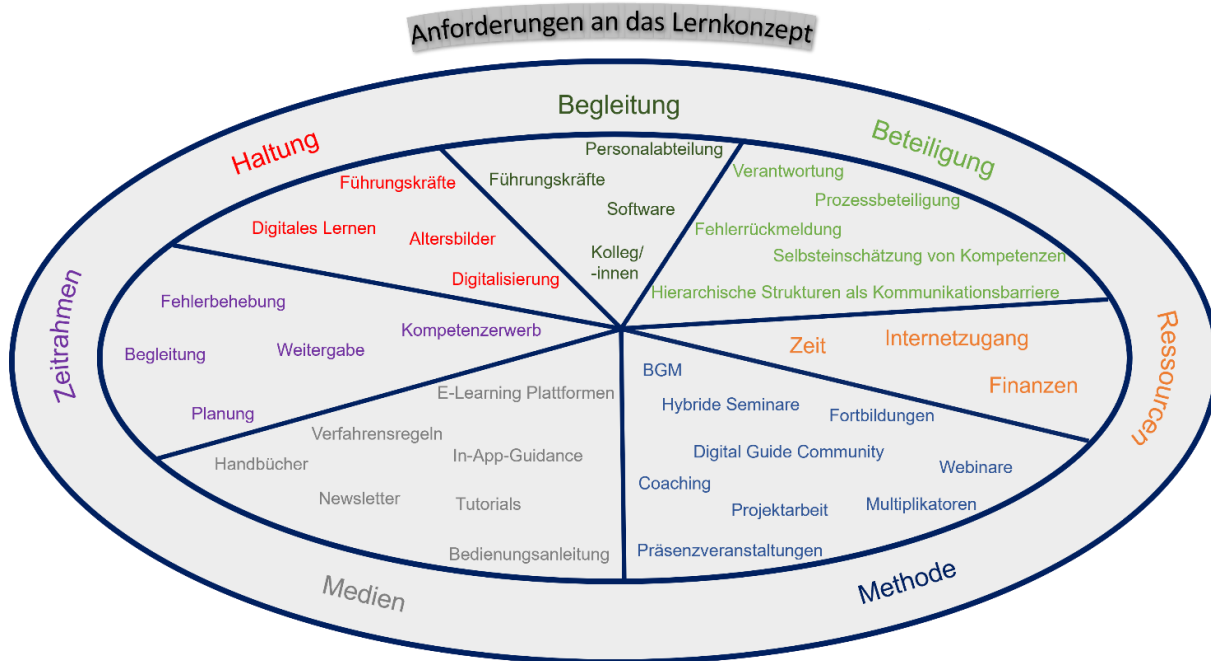 Anforderungen an das Lernkonzept
Begleitung
Personalabteilung
Führungskräfte
Software
Kolleg/
-innen
Beteiligung
Verantwortung
Prozessbeteiligung
Fehlerrückmeldung
Selbsteinschätzung von Kompetenzen
Hierarchische Strukturen als Kommunikationsbarriere
Ressourcen
Zeit
Internetzugang
Finanzen
Methode
BGM
Hybride Seminare
Fortbildungen
Digital Guide Community
Webinare
Coaching
Projektarbeit
Multiplikatoren
Präsenzveranstaltungen
Medien
E-Learning Plattformen
Verfahrensregeln
Handbücher
In-App-Guidance
Newsletter
Tutorials
Bedienungsanleitung
Zeitrahmen
Fehlerbehebung
Kompetenzerwerb
Begleitung
Weitergabe
Planung
Haltung
Führungskräfte
Digitales Lernen
Altersbilder
Digitalisierung